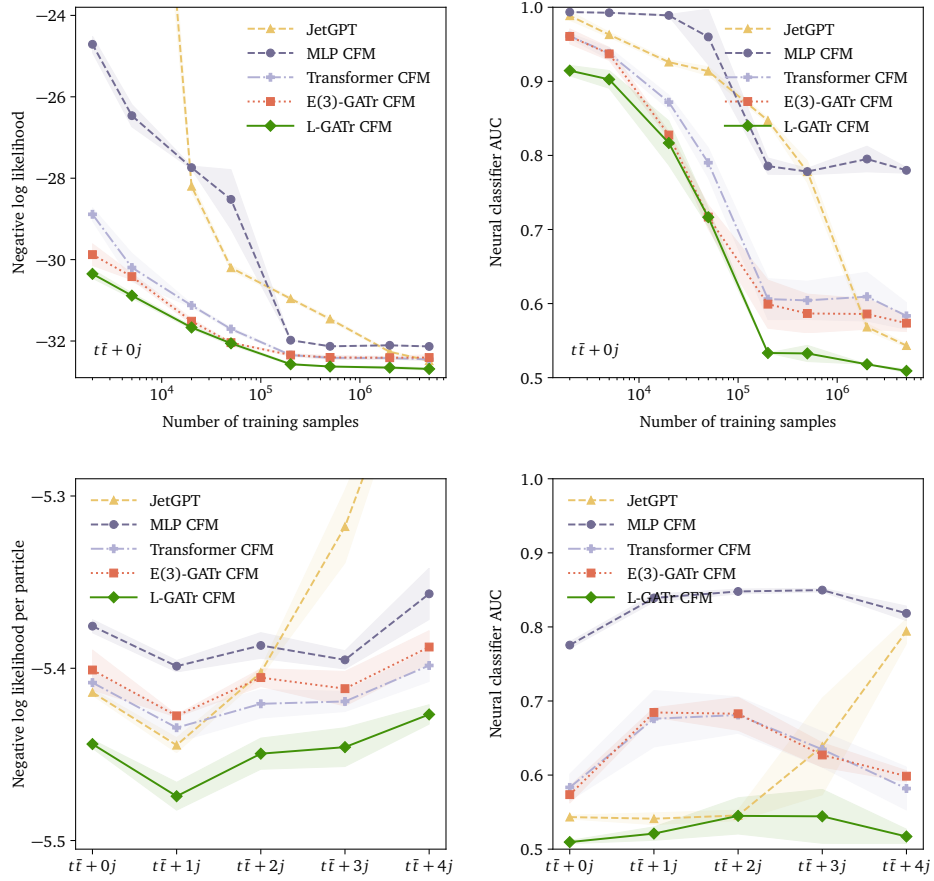 −24
−26
−28
−30
−32
Negative log likelihood
JetGPT
MLP CFM
Transformer CFM
E(3)-GATr CFM
L-GATr CFM
tt̄ + 0j
10⁴
10⁵
10⁶
Number of training samples
1.0
0.9
0.8
0.7
0.6
0.5
Neural classifier AUC
JetGPT
MLP CFM
Transformer CFM
E(3)-GATr CFM
L-GATr CFM
tt̄ + 0j
10⁴
10⁵
10⁶
Number of training samples
−5.3
−5.4
−5.5
Negative log likelihood per particle
JetGPT
MLP CFM
Transformer CFM
E(3)-GATr CFM
L-GATr CFM
tt̄ + 0j
tt̄ + 1j
tt̄ + 2j
tt̄ + 3j
tt̄ + 4j
1.0
0.9
0.8
0.7
0.6
0.5
Neural classifier AUC
JetGPT
MLP CFM
Transformer CFM
E(3)-GATr CFM
L-GATr CFM
tt̄ + 0j
tt̄ + 1j
tt̄ + 2j
tt̄ + 3j
tt̄ + 4j